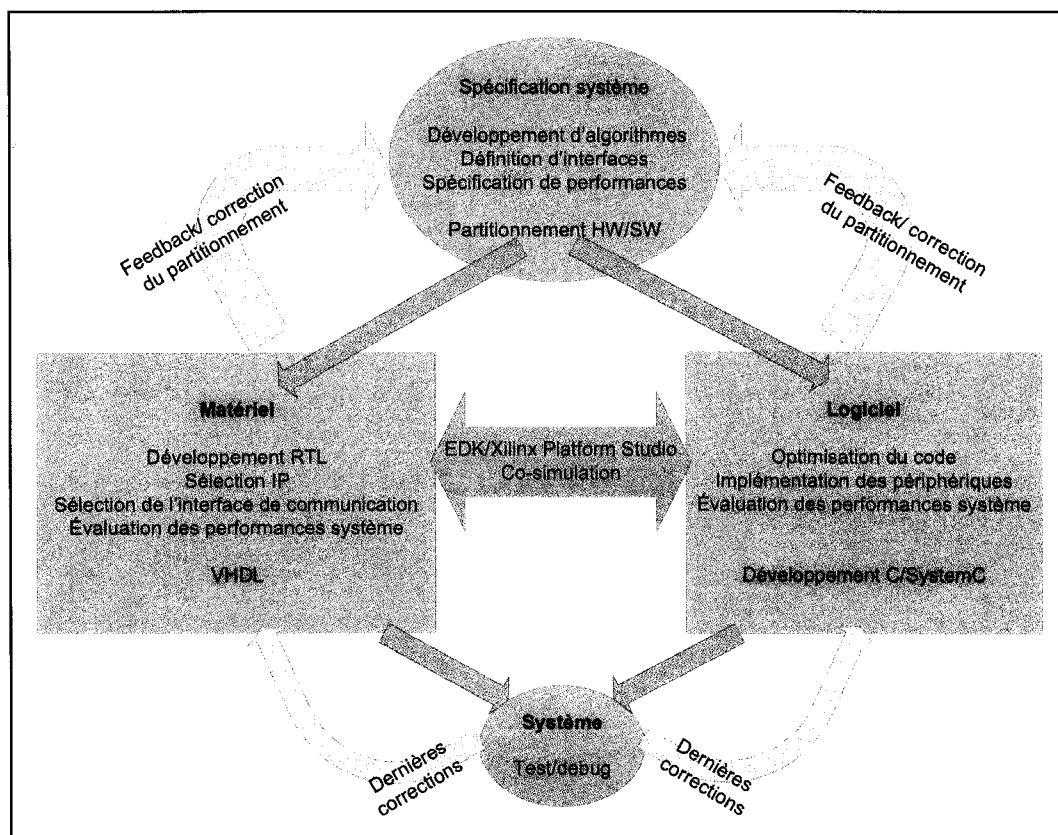 Spécification système
Développement d'algorithmes
Définition d'interfaces
Spécification de performances
Partitionnement HW/SW
Feedback/ correction
du partitionnement
Feedback/ correction
du partitionnement
Matériel
Développement RTL
Sélection IP
Sélection de l'interface de communication
Évaluation des performances système
VHDL
EDK/Xilinx Platform Studio
Co-simulation
Logiciel
Optimisation du code
Implémentation des périphériques
Évaluation des performances système
Développement C/SystemC
Système
Test/debug
Dernières
corrections
Dernières
corrections